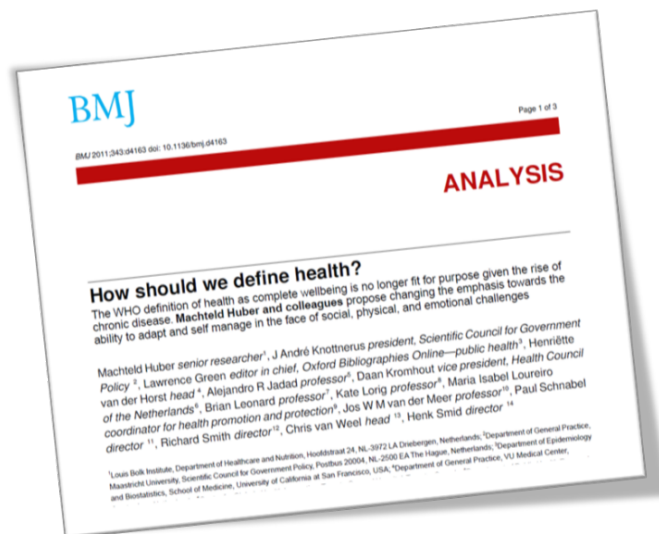 BMJ
BMJ 2011;343:d4163 doi: 10.1136/bmj.d4163
Page 1 of 3
ANALYSIS
How should we define health?
The WHO definition of health as complete wellbeing is no longer fit for purpose given the rise of
chronic disease. Machteld Huber and colleagues propose changing the emphasis towards the
ability to adapt and self manage in the face of social, physical, and emotional challenges
Machteld Huber senior researcher¹, J André Knottnerus president, Scientific Council for Government
Policy ², Lawrence Green editor in chief, Oxford Bibliographies Online—public health³, Henriëtte
van der Horst head ⁴, Alejandro R Jadad professor⁵, Daan Kromhout vice president, Health Council
of the Netherlands⁶, Brian Leonard professor⁷, Kate Lorig professor⁸, Maria Isabel Loureiro
coordinator for health promotion and protection⁹, Jos W M van der Meer professor¹⁰, Paul Schnabel
director ¹¹, Richard Smith director¹², Chris van Weel head ¹³, Henk Smid director ¹⁴
¹Louis Bolk Institute, Department of Healthcare and Nutrition, Hoofdstraat 24, NL-3972 LA Driebergen, Netherlands; ²Department of General Practice,
Maastricht University, Scientific Council for Government Policy, Postbus 20004, NL-2500 EA The Hague, Netherlands; ³Department of Epidemiology
and Biostatistics, School of Medicine, University of California at San Francisco, USA; ⁴Department of General Practice, VU Medical Center,